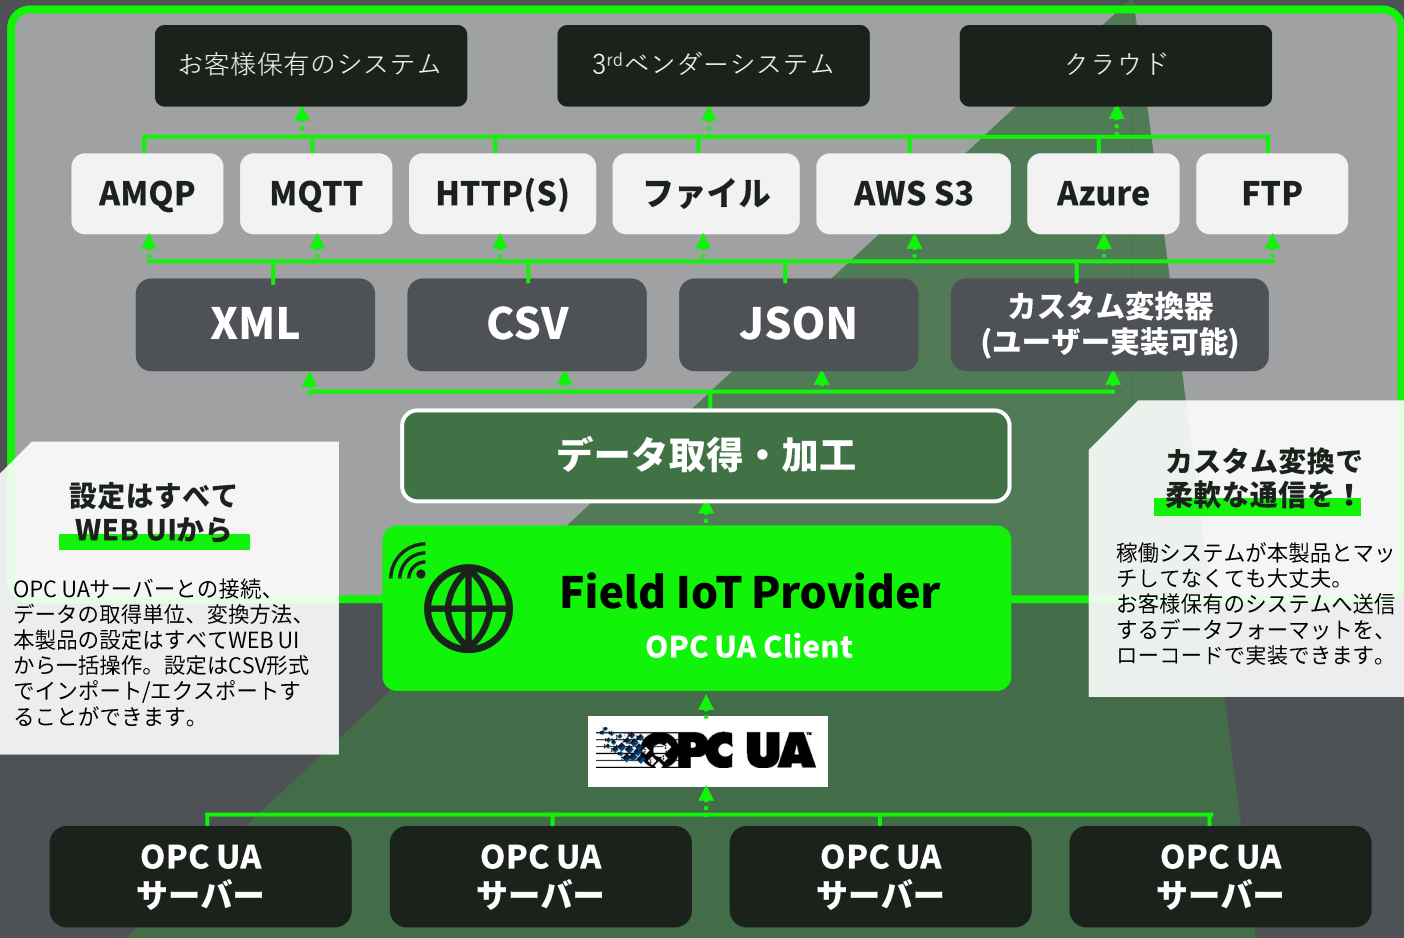 お客様保有のシステム
3rdベンダーシステム
クラウド
AMQP
MQTT
HTTP(S)
ファイル
AWS S3
Azure
FTP
XML
CSV
JSON
カスタム変換器
(ユーザー実装可能)
データ取得・加工
設定はすべて
WEB UIから
OPC UAサーバーとの接続、
データの取得単位、変換方法、
本製品の設定はすべてWEB UI
から一括操作。設定はCSV形式
でインポート/エクスポートす
ることができます。
カスタム変換で
柔軟な通信を！
稼働システムが本製品とマッ
チしてなくても大丈夫。
お客様保有のシステムへ送信
するデータフォーマットを、
ローコードで実装できます。
Field IoT Provider
OPC UA Client
OPC UA™
OPC UA
サーバー
OPC UA
サーバー
OPC UA
サーバー
OPC UA
サーバー